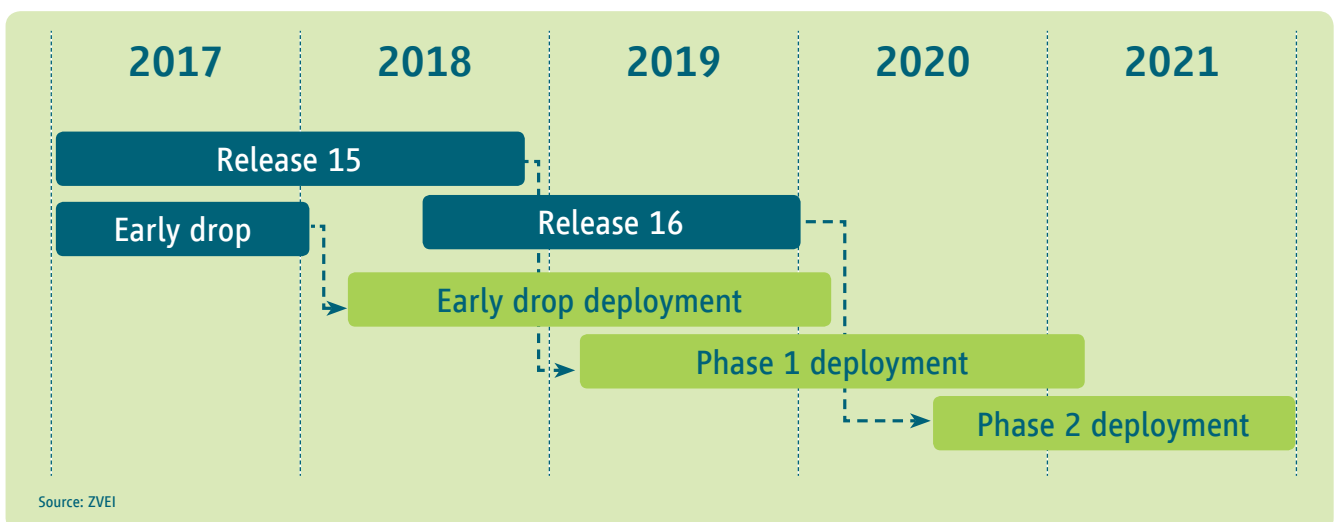 2017 2018 2019 2020 2021
Release 15
Early drop
Release 16
Early drop deployment
Phase 1 deployment
Phase 2 deployment
Source: ZVEI